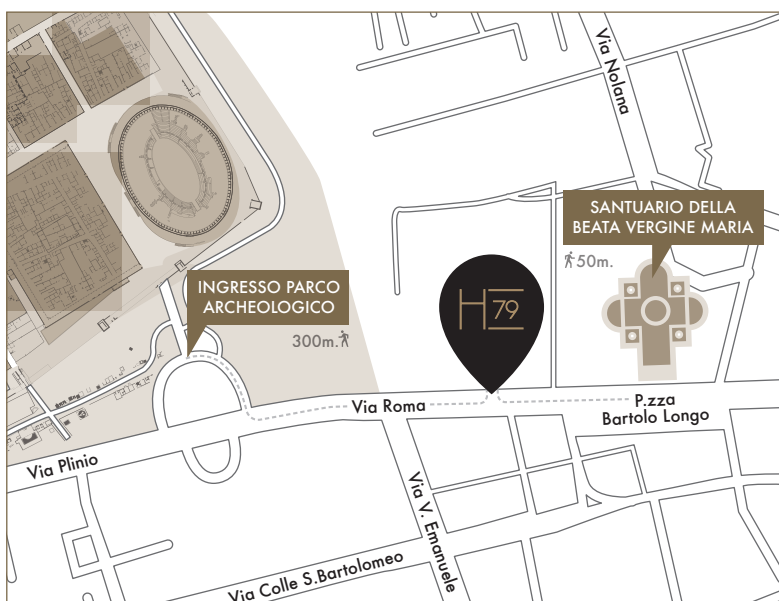 Via Nolana
SANTUARIO DELLA
BEATA VERGINE MARIA
50m.
INGRESSO PARCO
ARCHEOLOGICO
300m.
H 79
Via Roma
P.zza
Bartolo Longo
Via Plinio
Via V. Emanuele
Via Colle S.Bartolomeo